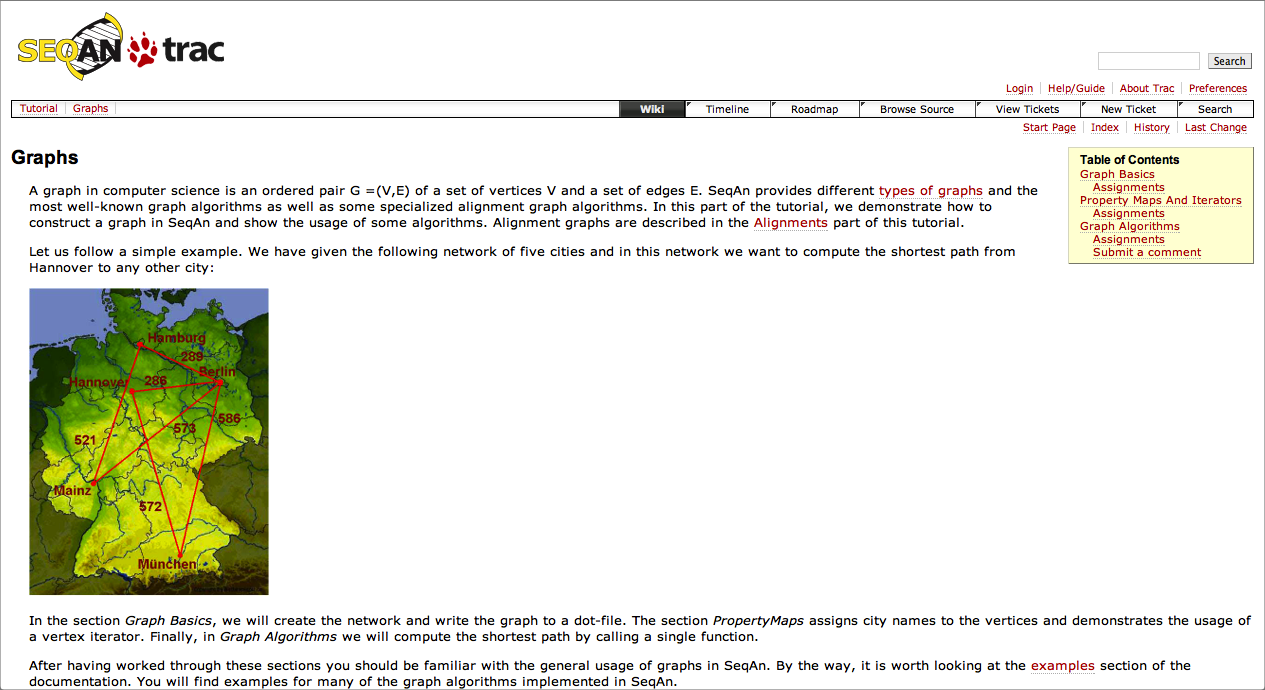 SEQAN trac
Search
Login Help/Guide About Trac Preferences
Tutorial Graphs Wiki Timeline Roadmap Browse Source View Tickets New Ticket Search
Start Page Index History Last Change
Graphs
A graph in computer science is an ordered pair G =(V,E) of a set of vertices V and a set of edges E. SeqAn provides different types of graphs and the
most well-known graph algorithms as well as some specialized alignment graph algorithms. In this part of the tutorial, we demonstrate how to
construct a graph in SeqAn and show the usage of some algorithms. Alignment graphs are described in the Alignments part of this tutorial.
Let us follow a simple example. We have given the following network of five cities and in this network we want to compute the shortest path from
Hannover to any other city:
Table of Contents
Graph Basics
Assignments
Property Maps And Iterators
Assignments
Graph Algorithms
Assignments
Submit a comment
Hamburg
289
Berlin
Hannover 286
586
573
521
Mainz
572
München
In the section Graph Basics, we will create the network and write the graph to a dot-file. The section PropertyMaps assigns city names to the vertices and demonstrates the usage of
a vertex iterator. Finally, in Graph Algorithms we will compute the shortest path by calling a single function.
After having worked through these sections you should be familiar with the general usage of graphs in SeqAn. By the way, it is worth looking at the examples section of the
documentation. You will find examples for many of the graph algorithms implemented in SeqAn.